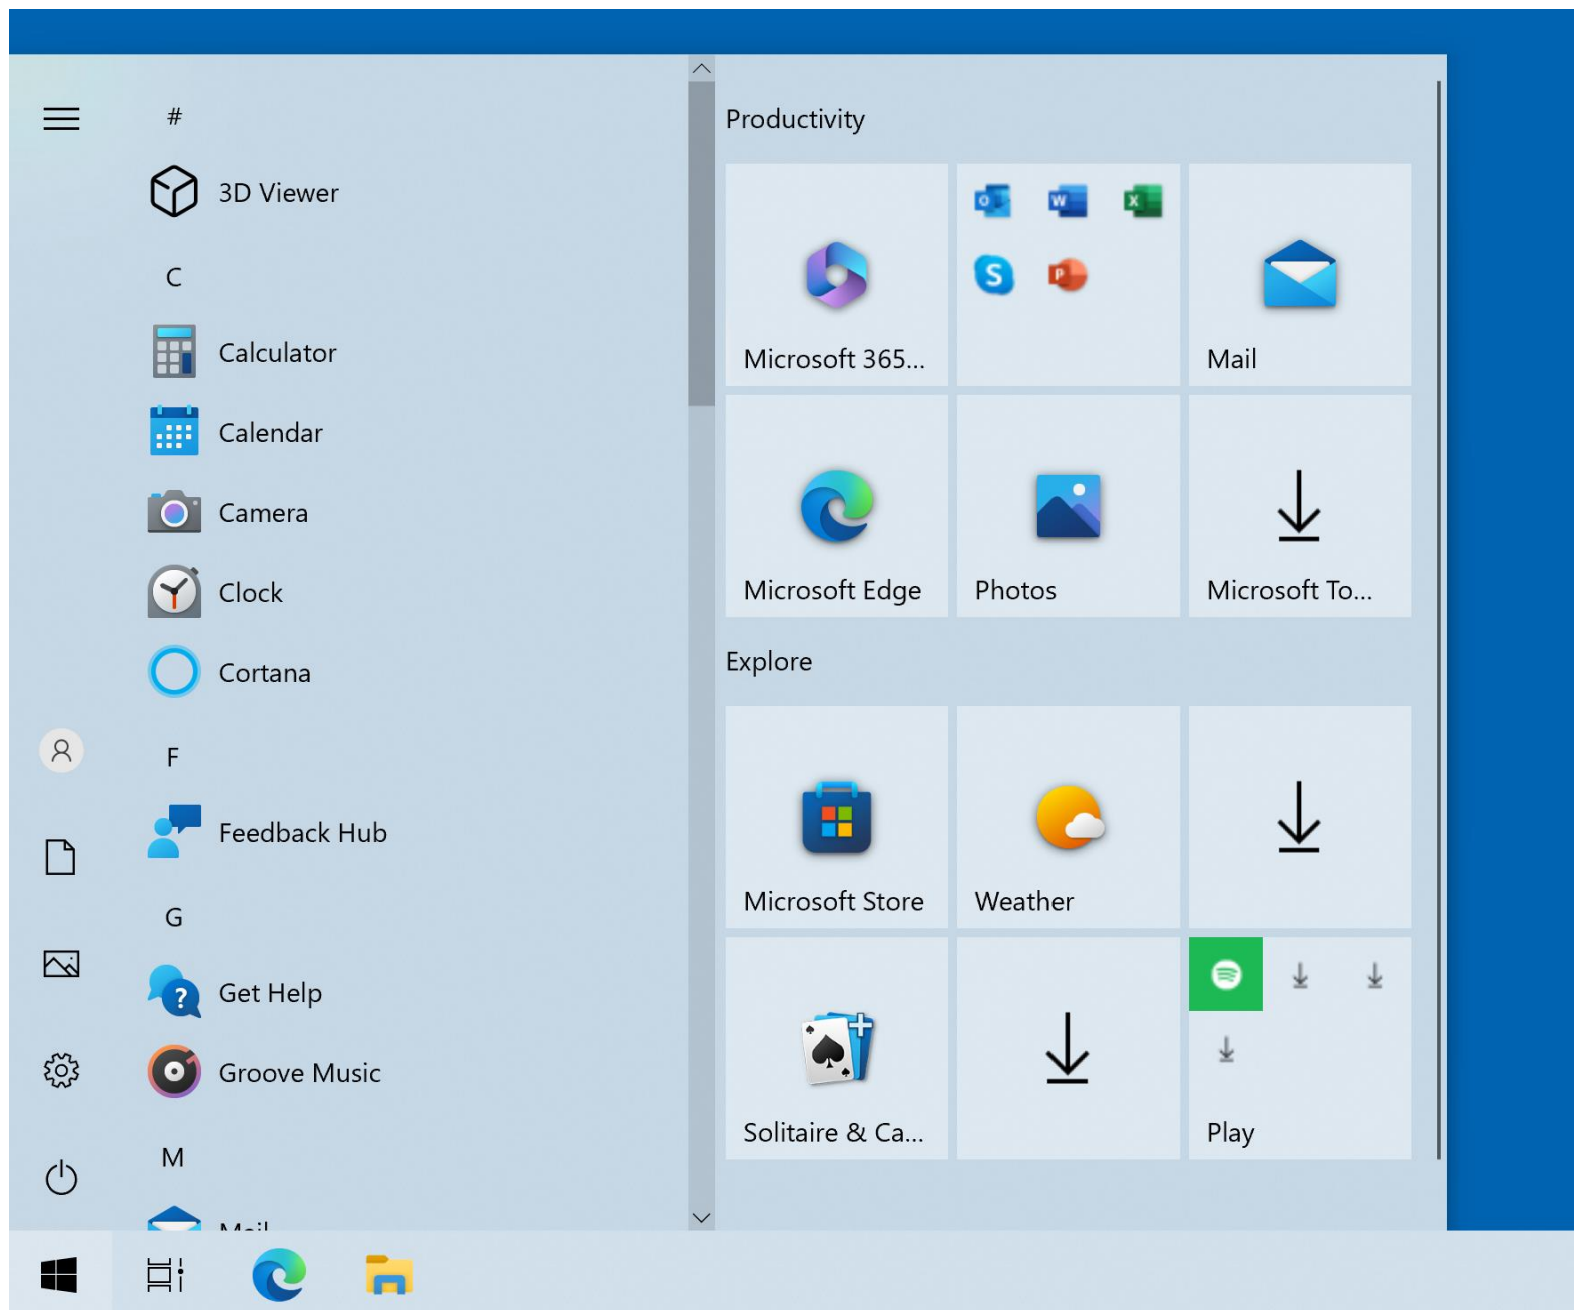 #
3D Viewer
C
Calculator
Calendar
Camera
Clock
Cortana
F
Feedback Hub
G
Get Help
Groove Music
M
Mail
Productivity
Microsoft 365...
Mail
Microsoft Edge
Photos
Microsoft To...
Explore
Microsoft Store
Weather
Solitaire & Ca...
Play